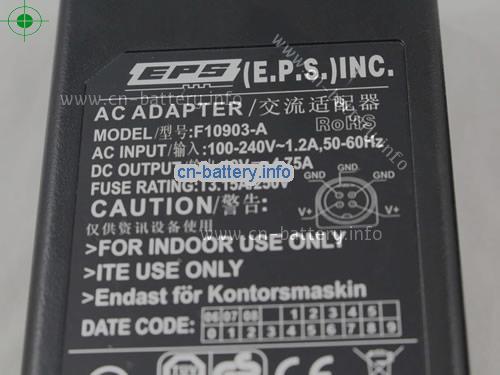 EPS (E.P.S.) INC.
AC ADAPTER/交流适配器
RoHS
MODEL/型号:F10903-A
AC INPUT/输入:100-240V~1.2A,50-60Hz
DC OUTPUT/
FUSE RATING:T3.15A/250V
GND
GND GND
V+ V+
CAUTION/警告:
仅供资讯设备使用
>FOR INDOOR USE ONLY
>ITE USE ONLY
>Endast för Kontorsmaskin
DATE CODE: 06 07 08 1 2 3 4 5
0 1 2 3 4 5 6 7 8 9
www.cn-battery.info
cn-battery.info